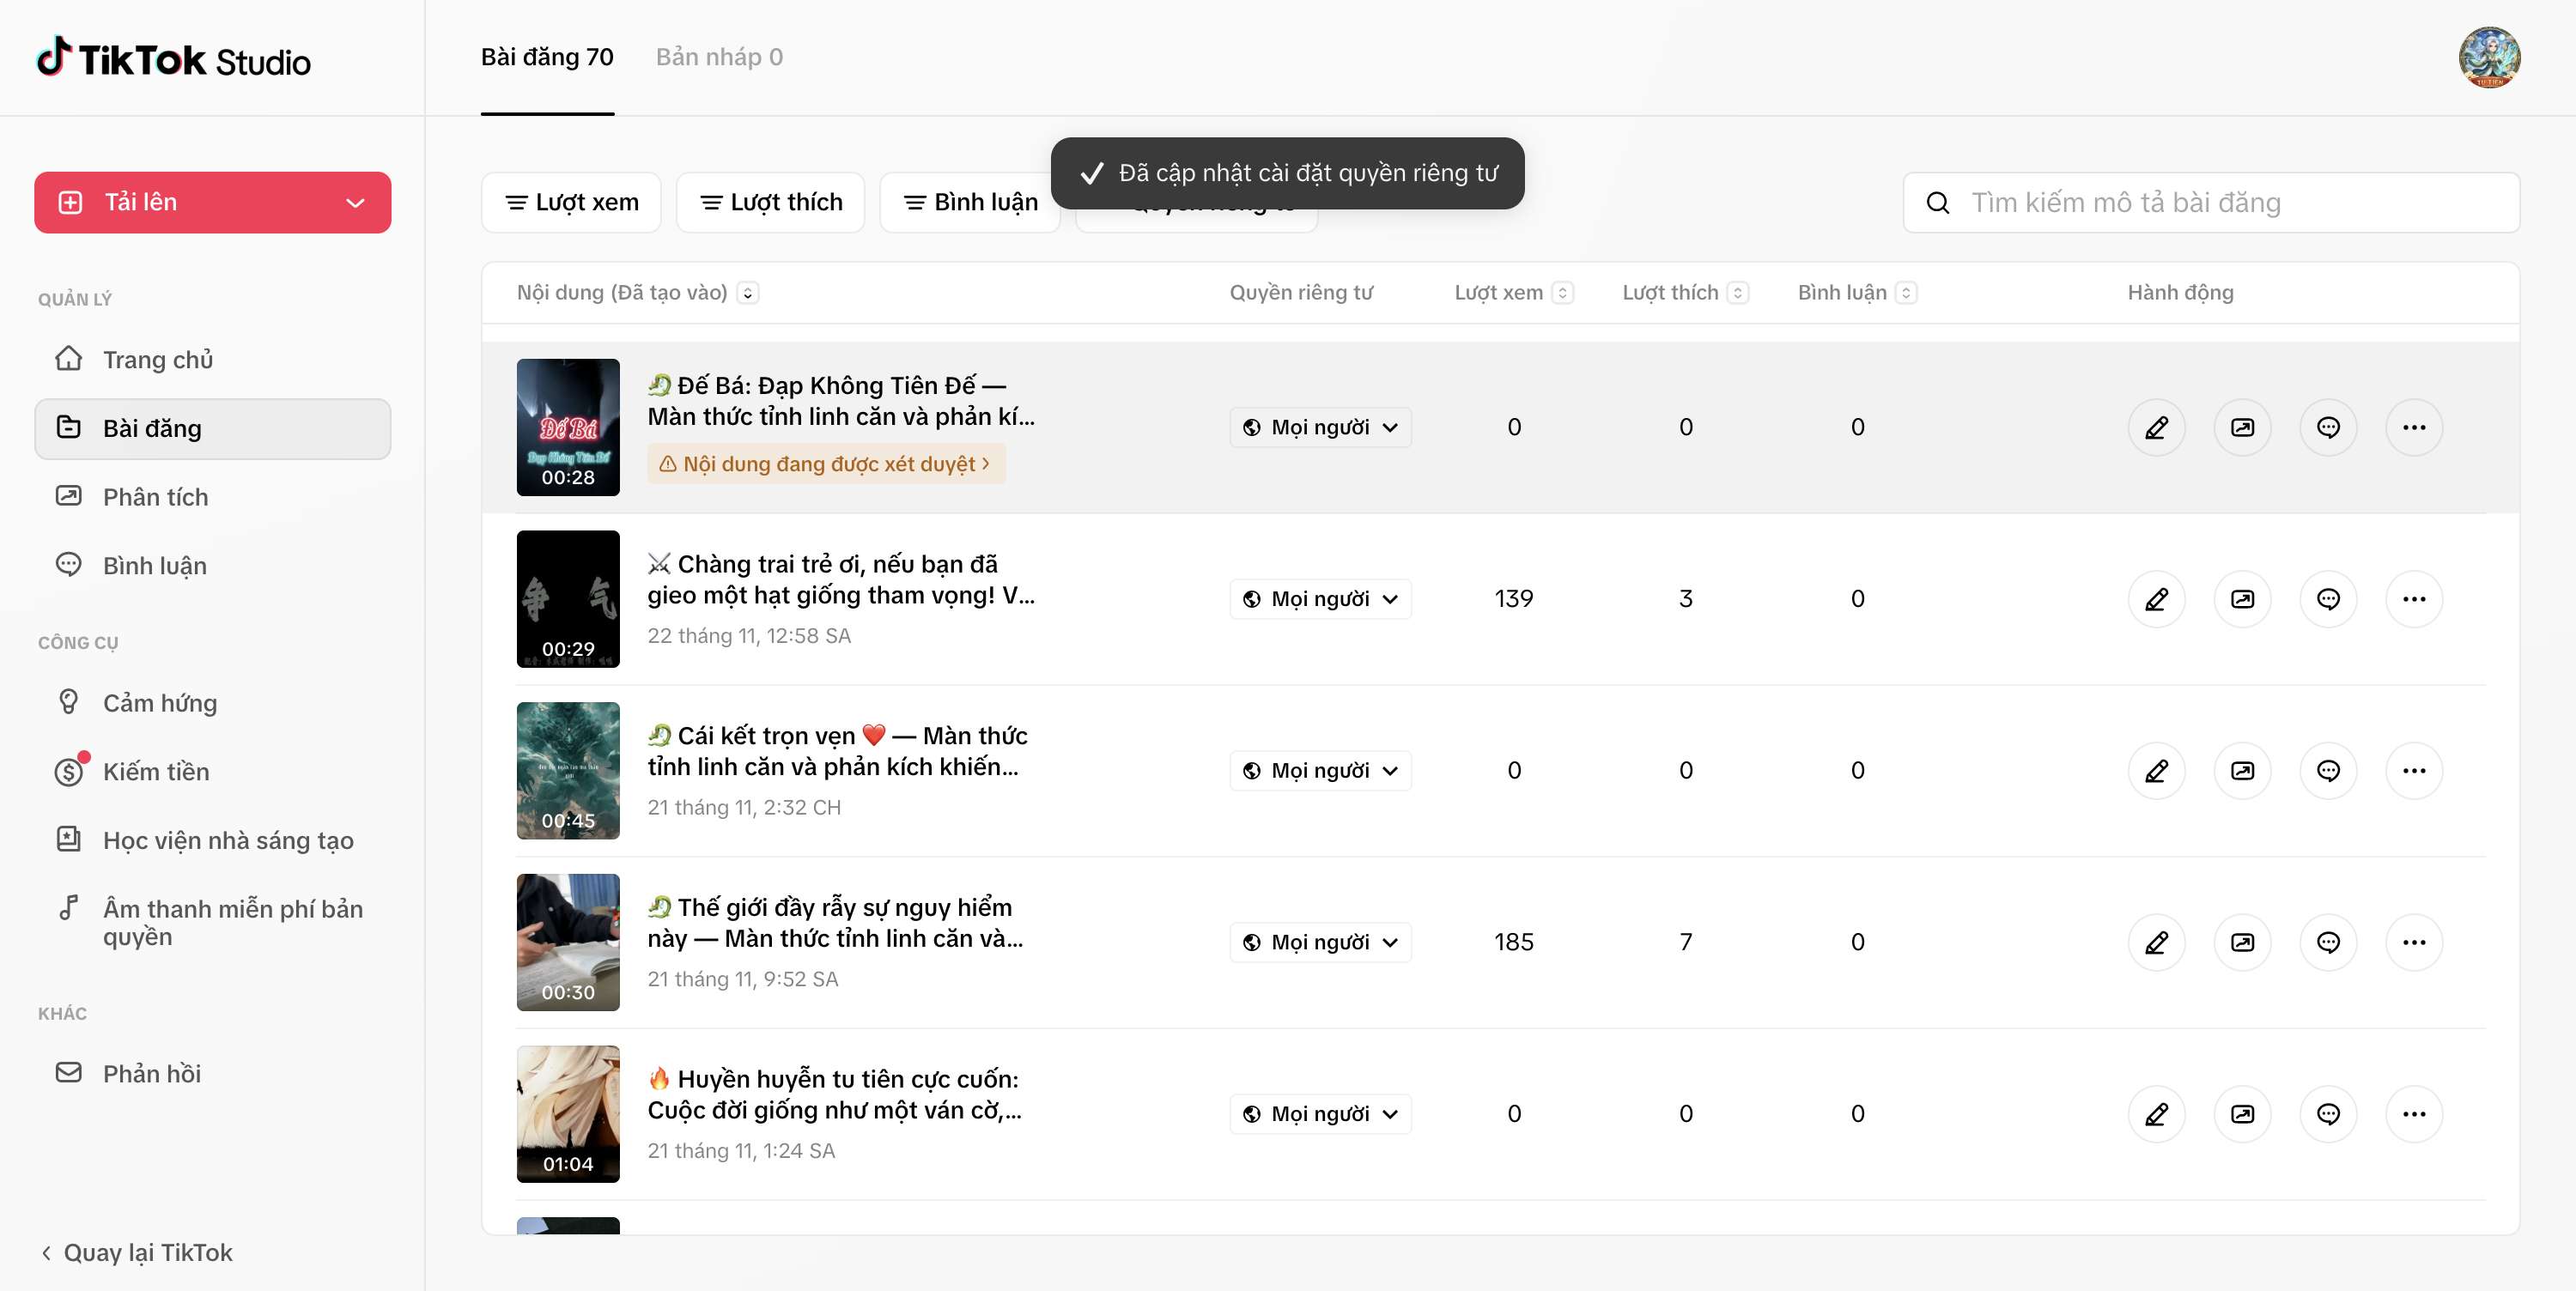 TikTok Studio
Bài đăng 70
Bản nháp 0
Đã cập nhật cài đặt quyền riêng tư
Tải lên
Lượt xem
Lượt thích
Bình luận
Tìm kiếm mô tả bài đăng
QUẢN LÝ
Trang chủ
Bài đăng
Phân tích
Bình luận
CÔNG CỤ
Cảm hứng
Kiếm tiền
Học viện nhà sáng tạo
Âm thanh miễn phí bản
quyền
KHÁC
Phản hồi
Quay lại TikTok
Nội dung (Đã tạo vào)
Quyền riêng tư
Lượt xem
Lượt thích
Bình luận
Hành động
Đế Bá
Đạp Không Tiên Đế
00:28
🐉 Đế Bá: Đạp Không Tiên Đế —
Màn thức tỉnh linh căn và phản kí...
Nội dung đang được xét duyệt
Mọi người
0
0
0
争 气
00:29
⚔ Chàng trai trẻ ơi, nếu bạn đã
gieo một hạt giống tham vọng! V...
22 tháng 11, 12:58 SA
Mọi người
139
3
0
00:45
🐉 Cái kết trọn vẹn ❤️ — Màn thức
tỉnh linh căn và phản kích khiến...
21 tháng 11, 2:32 CH
Mọi người
0
0
0
00:30
🐉 Thế giới đầy rẫy sự nguy hiểm
này — Màn thức tỉnh linh căn và...
21 tháng 11, 9:52 SA
Mọi người
185
7
0
01:04
🔥 Huyền huyễn tu tiên cực cuốn:
Cuộc đời giống như một ván cờ,...
21 tháng 11, 1:24 SA
Mọi người
0
0
0